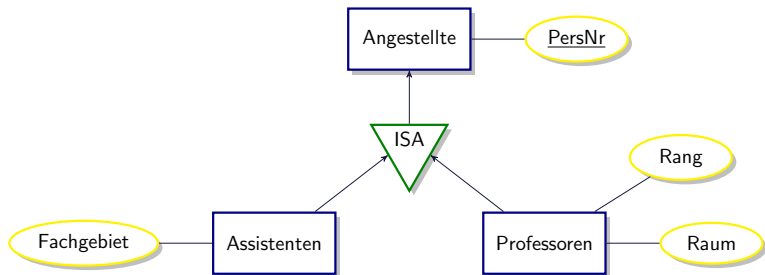 Angestellte
PersNr
ISA
Rang
Fachgebiet
Assistenten
Professoren
Raum